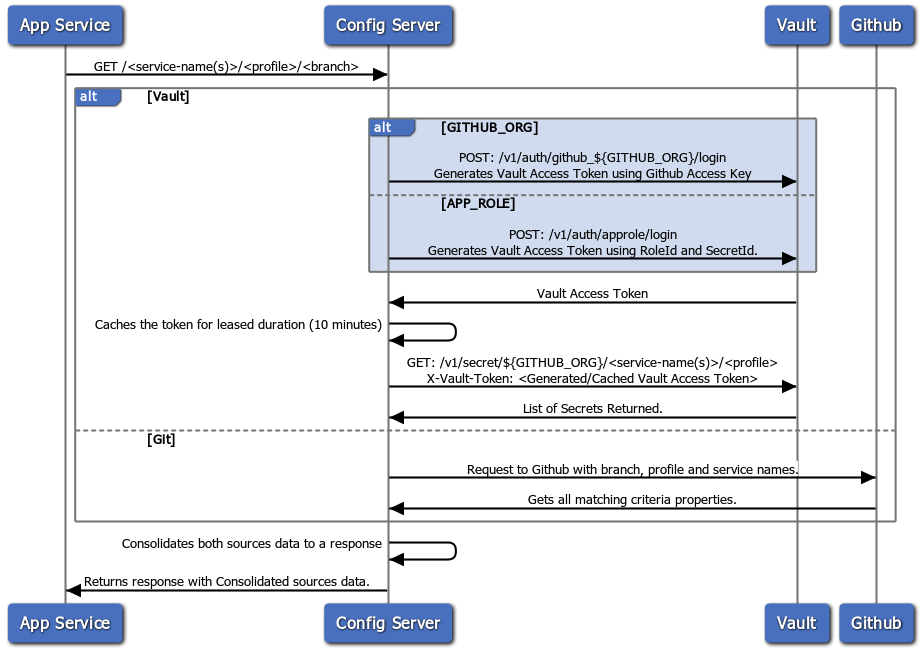 App Service
Config Server
Vault
Github
GET /<service-name(s)>/<profile>/<branch>
alt
[Vault]
alt
[GITHUB_ORG]
POST: /v1/auth/github_${GITHUB_ORG}/login
Generates Vault Access Token using Github Access Key
[APP_ROLE]
POST: /v1/auth/approle/login
Generates Vault Access Token using RoleId and SecretId.
Vault Access Token
Caches the token for leased duration (10 minutes)
GET: /v1/secret/${GITHUB_ORG}/<service-name(s)>/<profile>
X-Vault-Token: <Generated/Cached Vault Access Token>
List of Secrets Returned.
[Git]
Request to Github with branch, profile and service names.
Gets all matching criteria properties.
Consolidates both sources data to a response
Returns response with Consolidated sources data.
App Service
Config Server
Vault
Github